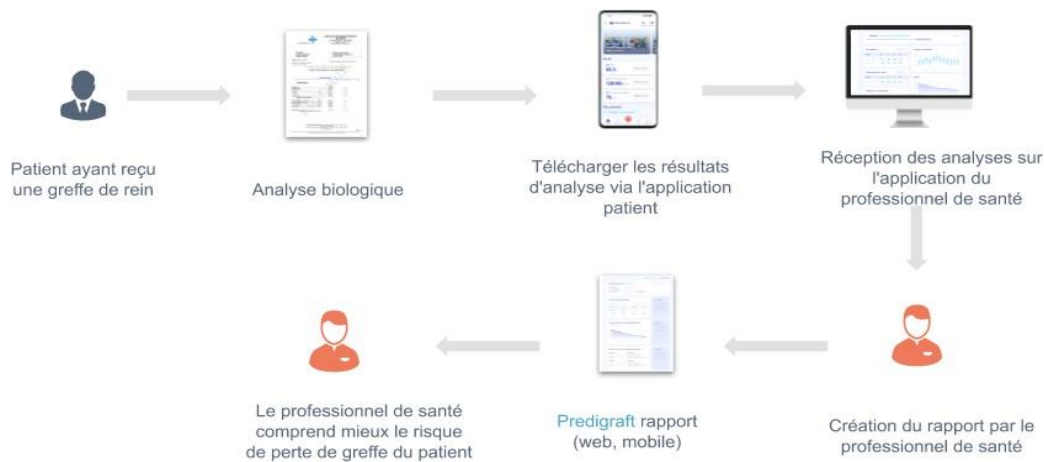 Patient ayant reçu
une greffe de rein
Analyse biologique
Télécharger les résultats
d'analyse via l'application
patient
Réception des analyses sur
l'application du
professionnel de santé
Le professionnel de santé
comprend mieux le risque
de perte de greffe du patient
Predigraft rapport
(web, mobile)
Création du rapport par le
professionnel de santé